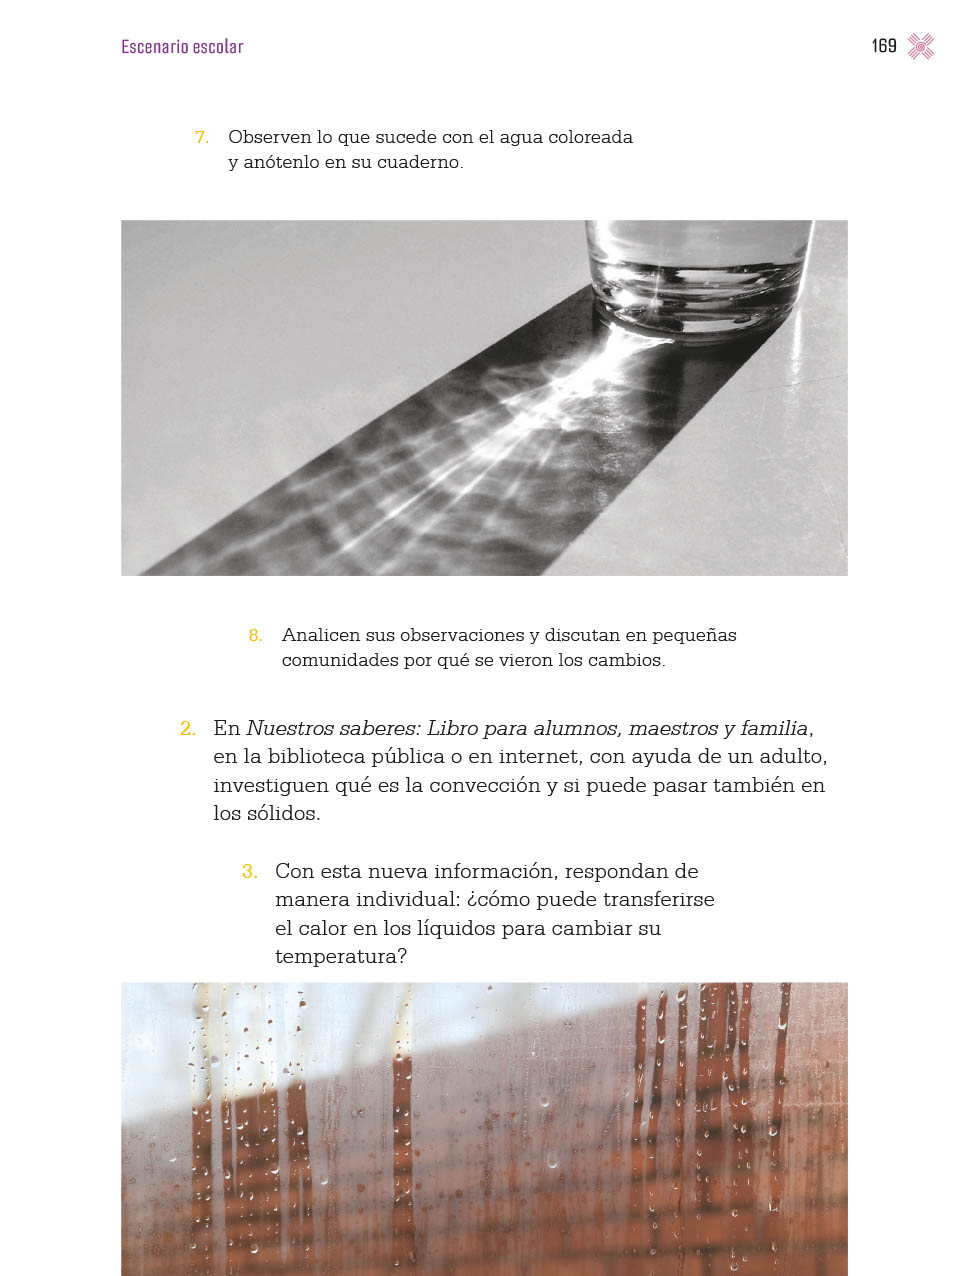 Escenario escolar
169
7. Observen lo que sucede con el agua coloreada
y anótenlo en su cuaderno.
8. Analicen sus observaciones y discutan en pequeñas
comunidades por qué se vieron los cambios.
2. En Nuestros saberes: Libro para alumnos, maestros y familia,
en la biblioteca pública o en internet, con ayuda de un adulto,
investiguen qué es la convección y si puede pasar también en
los sólidos.
3. Con esta nueva información, respondan de
manera individual: ¿cómo puede transferirse
el calor en los líquidos para cambiar su
temperatura?